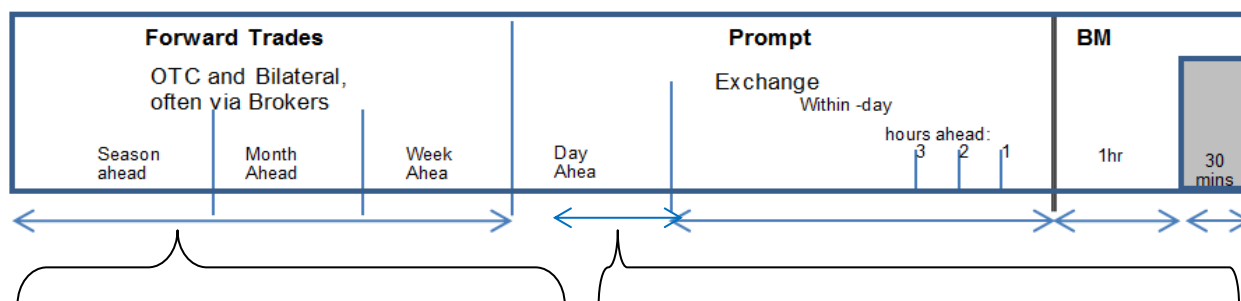 Forward Trades
Prompt
BM
OTC and Bilateral,
often via Brokers
Exchange
Within -day
hours ahead:
3 2 1
Season
ahead
Month
Ahead
Week
Ahea
Day
Ahea
1hr
30
mins